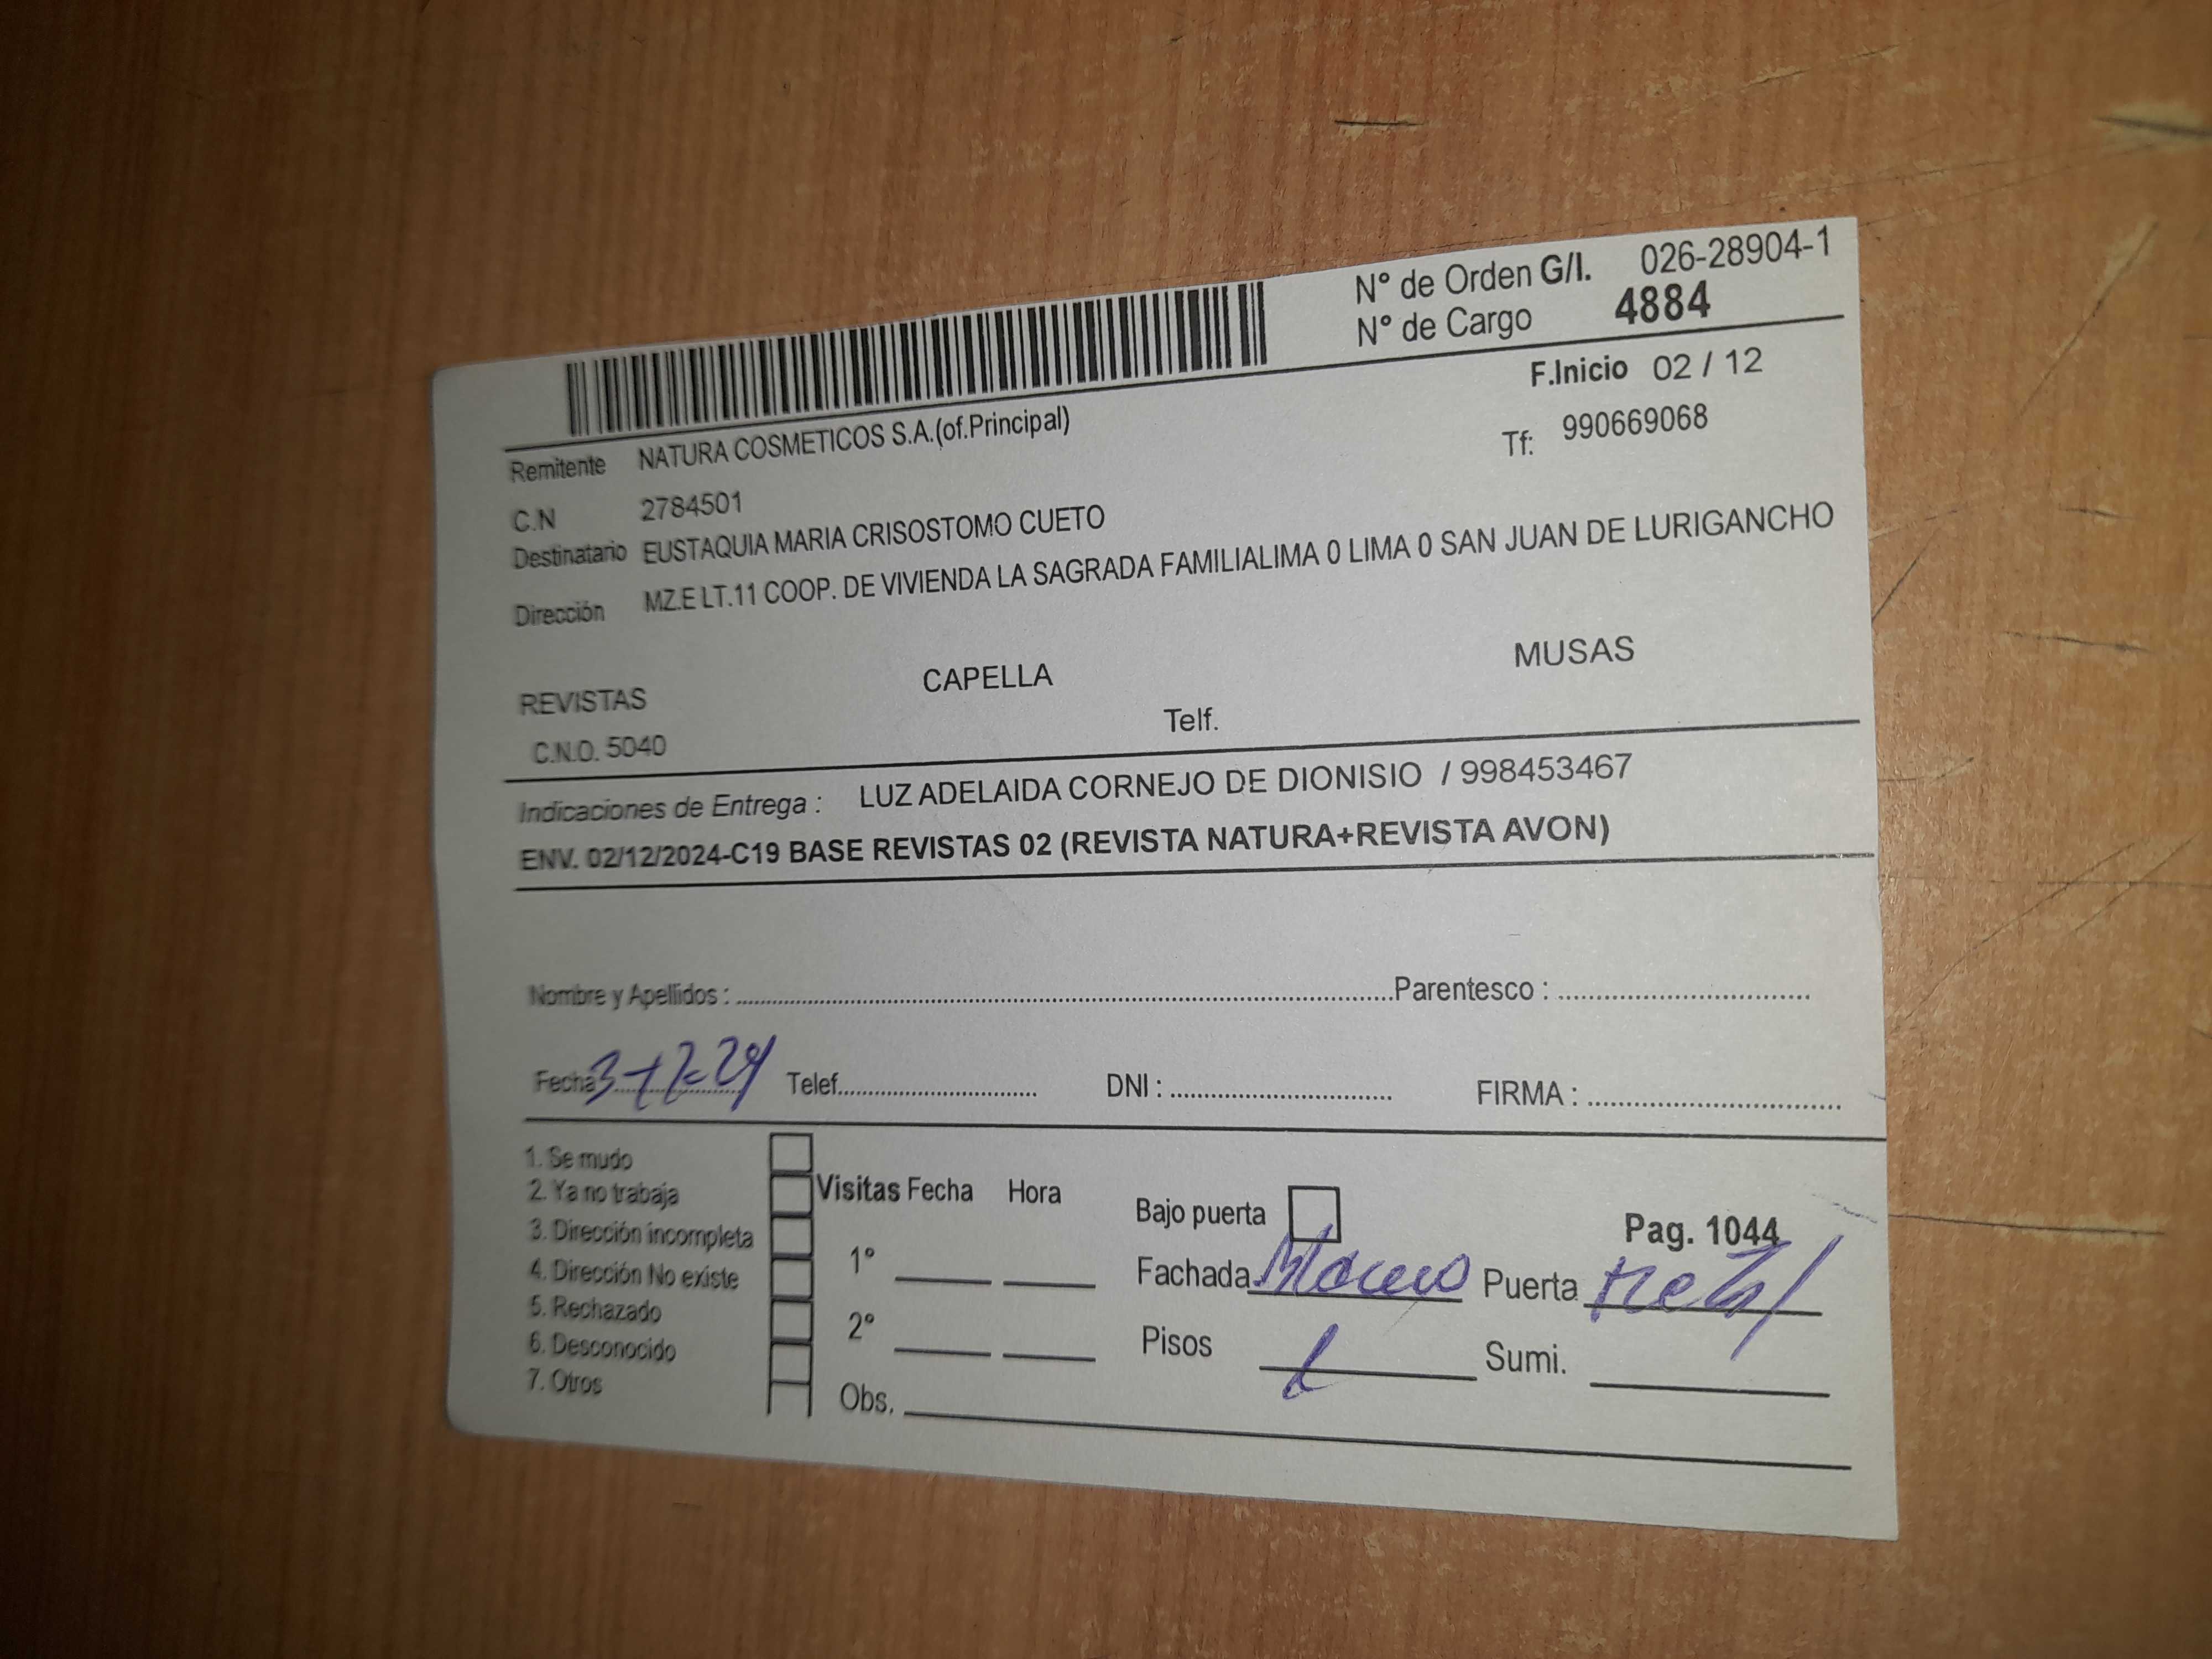 N° de Orden G/I. 026-28904-1
N° de Cargo 4884
F.Inicio 02 / 12
Remitente NATURA COSMETICOS S.A.(of.Principal)
Tf: 990669068
C.N 2784501
Destinatario EUSTAQUIA MARIA CRISOSTOMO CUETO
Dirección MZ.E LT.11 COOP. DE VIVIENDA LA SAGRADA FAMILIALIMA 0 LIMA 0 SAN JUAN DE LURIGANCHO
REVISTAS CAPELLA MUSAS
C.N.O. 5040 Telf.
Indicaciones de Entrega : LUZ ADELAIDA CORNEJO DE DIONISIO / 998453467
ENV. 02/12/2024-C19 BASE REVISTAS 02 (REVISTA NATURA+REVISTA AVON)
Nombre y Apellidos : Parentesco :
Fecha 3-12-24 Telef. DNI : FIRMA :
1. Se mudo
2. Ya no trabaja
3. Dirección incompleta
4. Dirección No existe
5. Rechazado
6. Desconocido
7. Otros
Visitas Fecha Hora
1°
2°
Obs.
Bajo puerta Pag. 1044
Fachada Puerta Metal
Pisos Sumi.